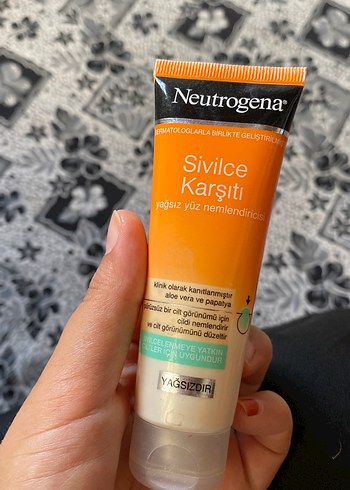 Neutrogena®
DERMATOLOGLARLA BİRLİKTE GELİŞTİRİLDİ
Sivilce
Karşıtı
yağsız yüz nemlendiricisi
klinik olarak kanıtlanmıştır
aloe vera ve papatya
pürüzsüz bir cilt görünümü için
cildi nemlendirir
ve cilt görünümünü düzeltir
SİVİLCELENMEYE YATKIN
CİLTLER İÇİN UYGUNDUR
YAĞSIZDIR